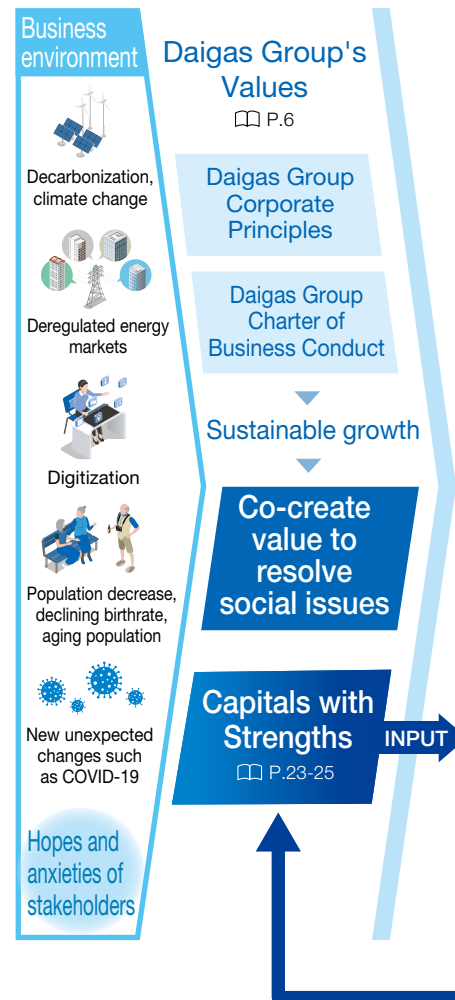 Business
environment
Decarbonization,
climate change
Deregulated energy
markets
Digitization
Population decrease,
declining birthrate,
aging population
New unexpected
changes such
as COVID-19
Hopes and
anxieties of
stakeholders
Daigas Group's
Values
P.6
Daigas Group
Corporate
Principles
Daigas Group
Charter of
Business Conduct
Sustainable growth
Co-create
value to
resolve
social issues
Capitals with
Strengths
P.23-25
INPUT